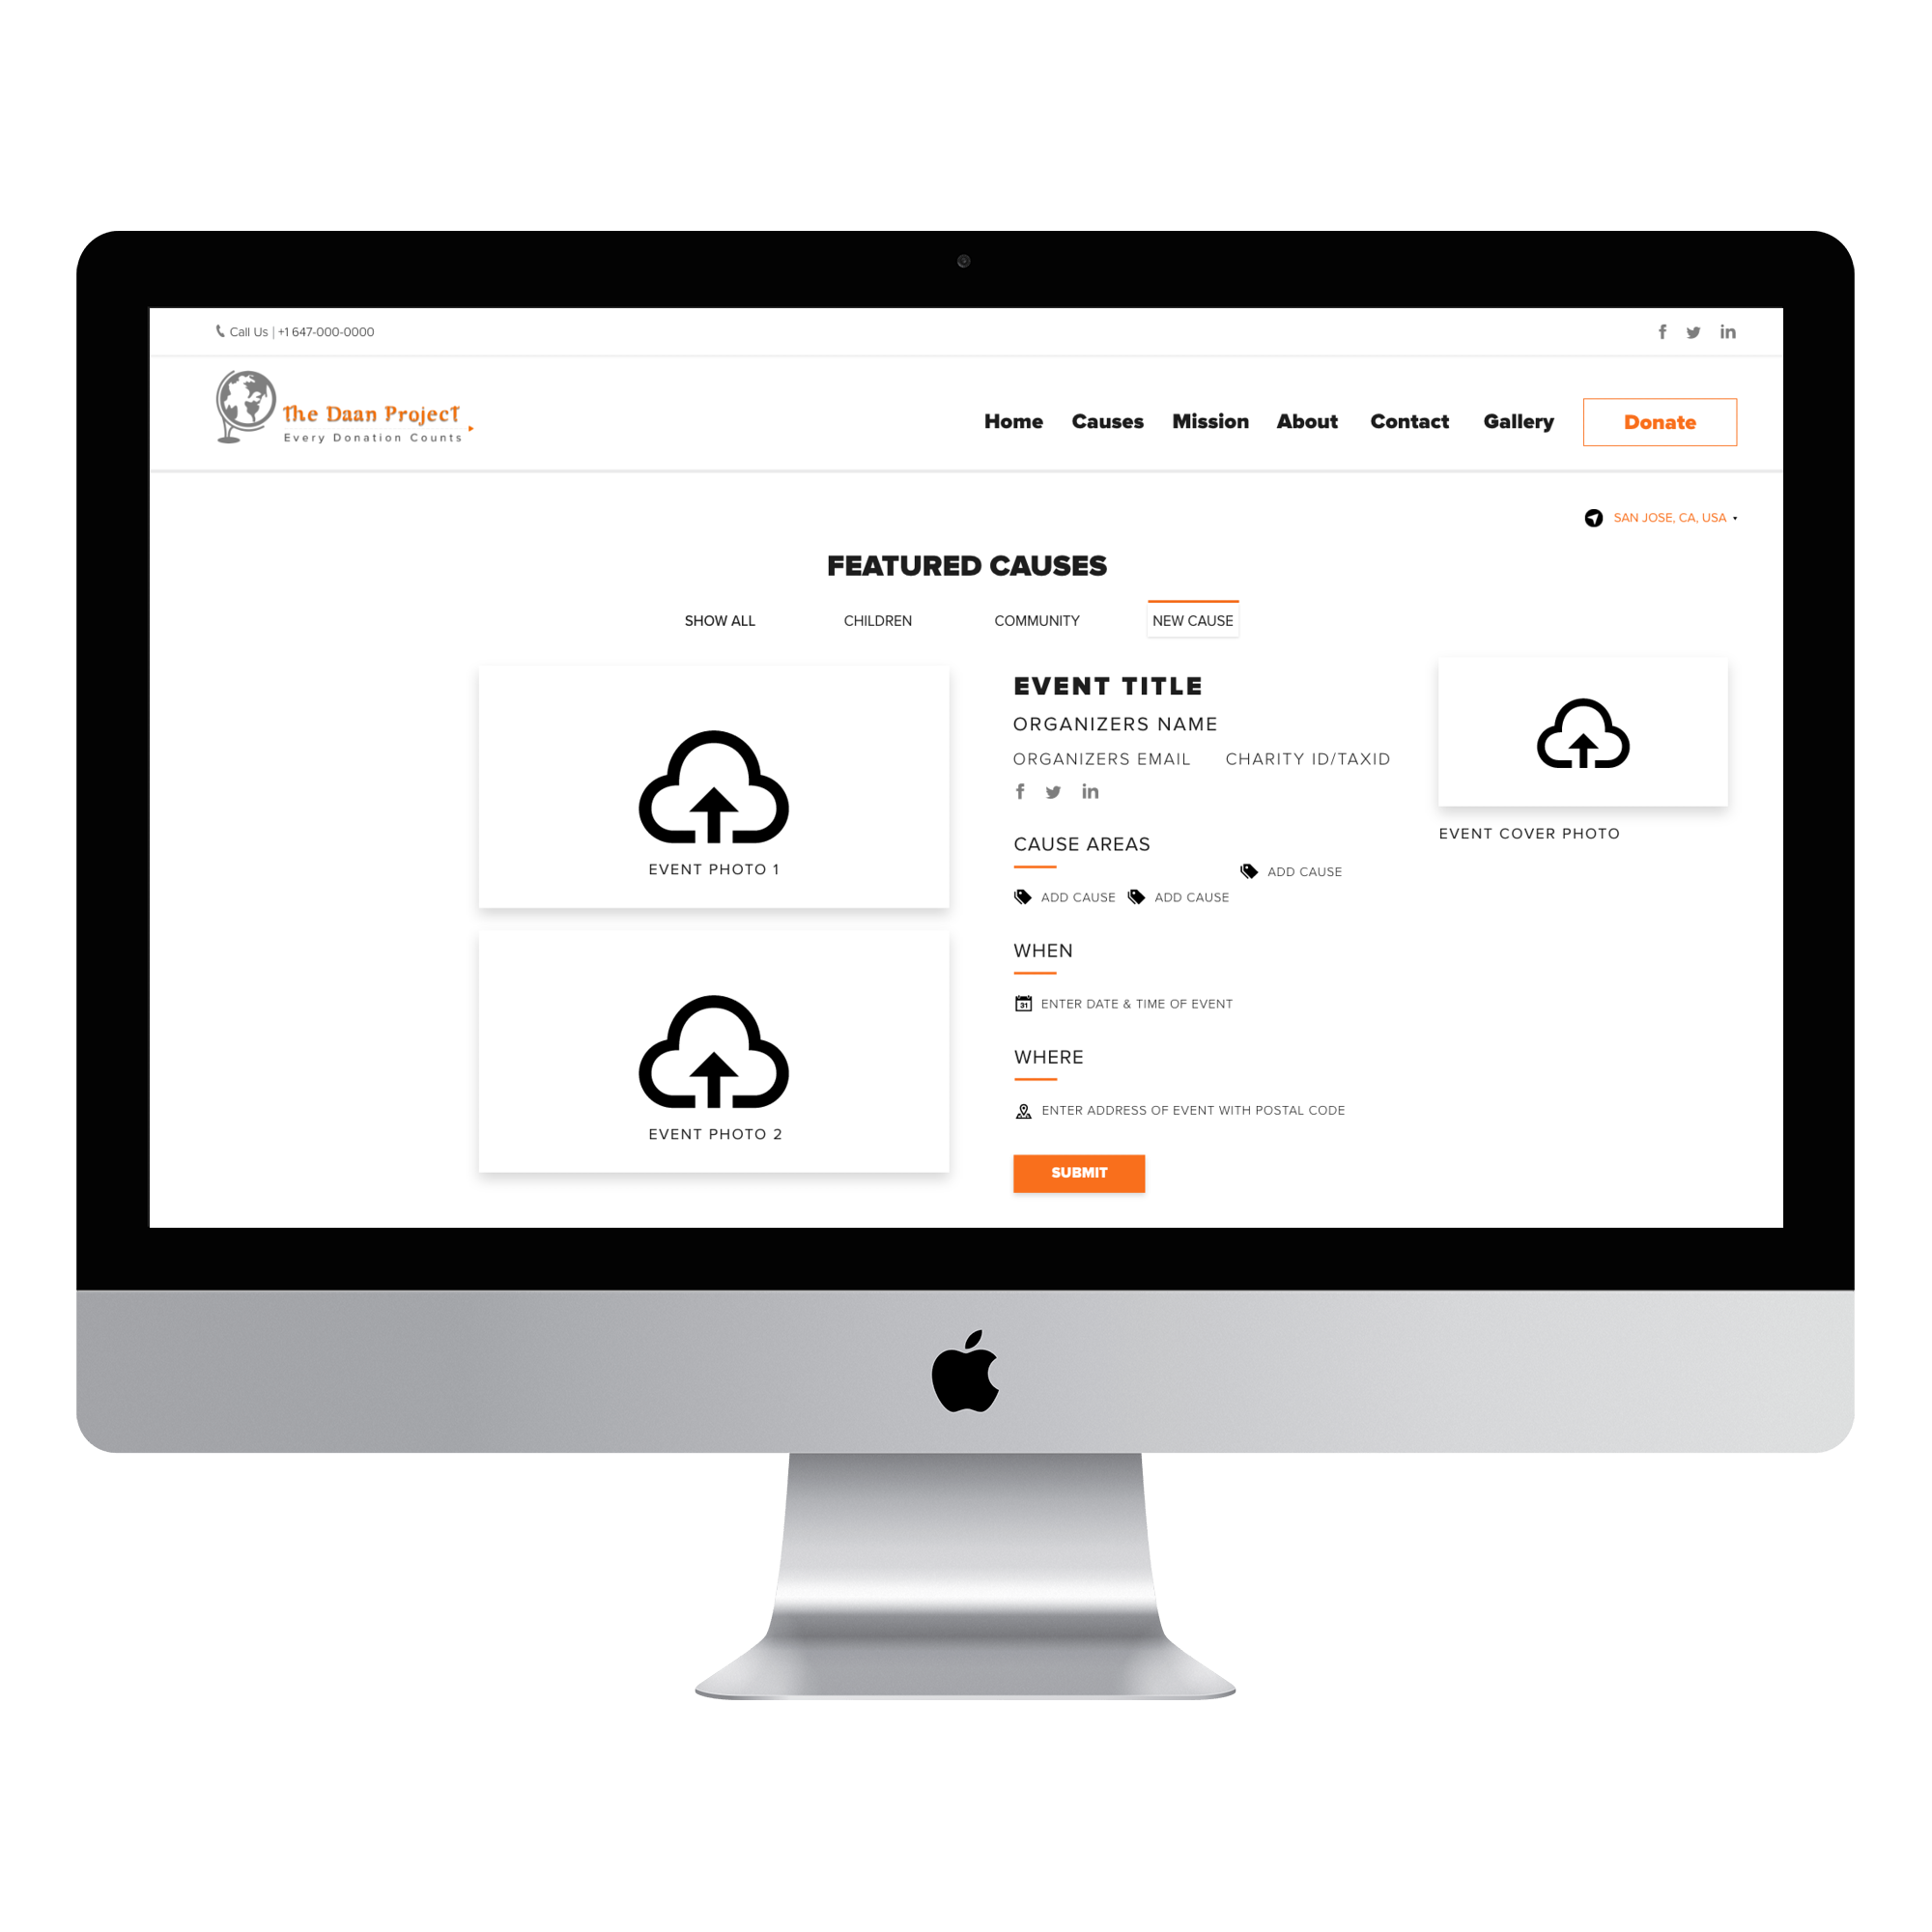 Call Us | +1 647-000-0000
The Daan Project
Every Donation Counts
Home Causes Mission About Contact Gallery Donate
SAN JOSE, CA, USA
FEATURED CAUSES
SHOW ALL CHILDREN COMMUNITY NEW CAUSE
EVENT PHOTO 1
EVENT PHOTO 2
EVENT TITLE
ORGANIZERS NAME
ORGANIZERS EMAIL CHARITY ID/TAXID
f in
CAUSE AREAS
ADD CAUSE ADD CAUSE ADD CAUSE
WHEN
31 ENTER DATE & TIME OF EVENT
WHERE
ENTER ADDRESS OF EVENT WITH POSTAL CODE
SUBMIT
f in
EVENT COVER PHOTO